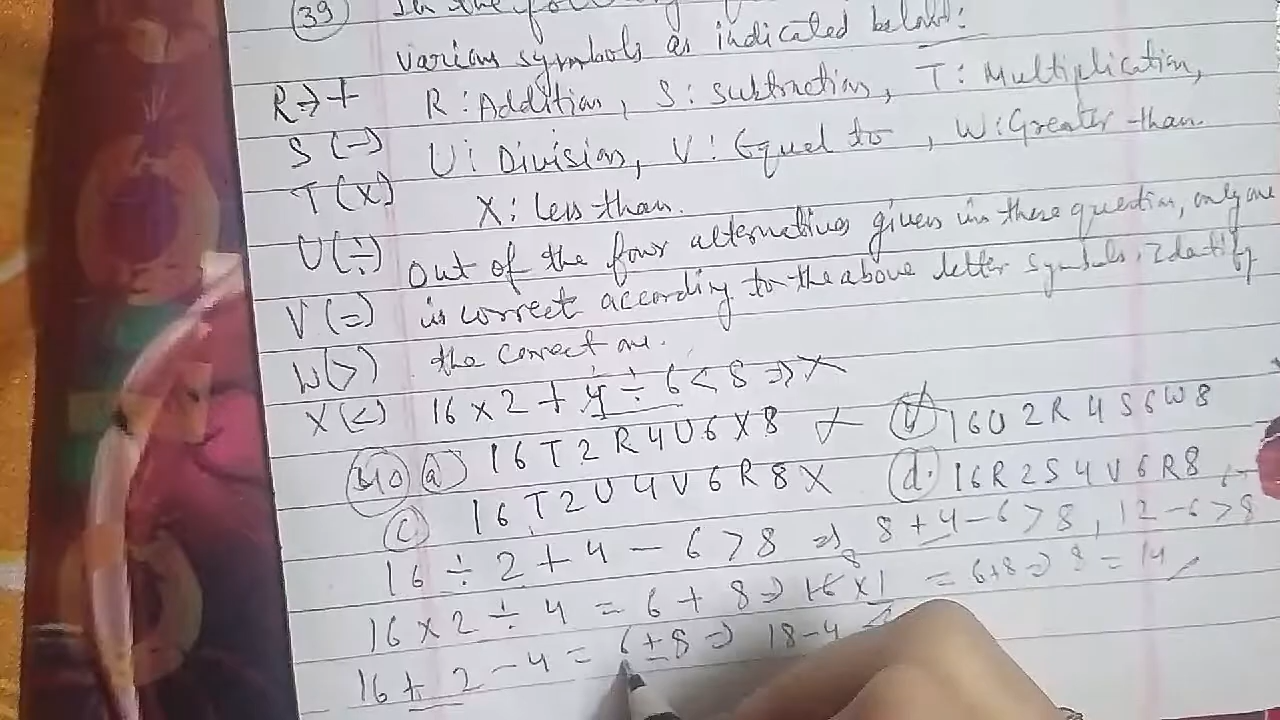 (39) In the following
various symbols as indicated below:
R ⇒ + R : Addition, S : Subtraction, T : Multiplication,
S (-) U : Division, V : Equal to, W : Greater than.
T (x) X : Less than.
U (÷) Out of the four alternatives given in these question, only one
V (=) is correct according to the above letter symbols. Identify
W (>) the correct one.
X (<) 16 x 2 + 4 ÷ 6 < 8 ⇒ X
(40) (a) 16 T 2 R 4 U 6 X 8 (b) 16 U 2 R 4 S 6 W 8
(c) 16 T 2 U 4 V 6 R 8 X (d.) 16 R 2 S 4 V 6 R 8
16 ÷ 2 + 4 - 6 > 8 ⇒ 8 + 4 - 6 > 8, 12 - 6 > 8
16 x 2 ÷ 4 = 6 + 8 ⇒ 16 x 1 = 6+8 ⇒ 8 = 14
16 + 2 - 4 = 6 + 8 ⇒ 18 - 4